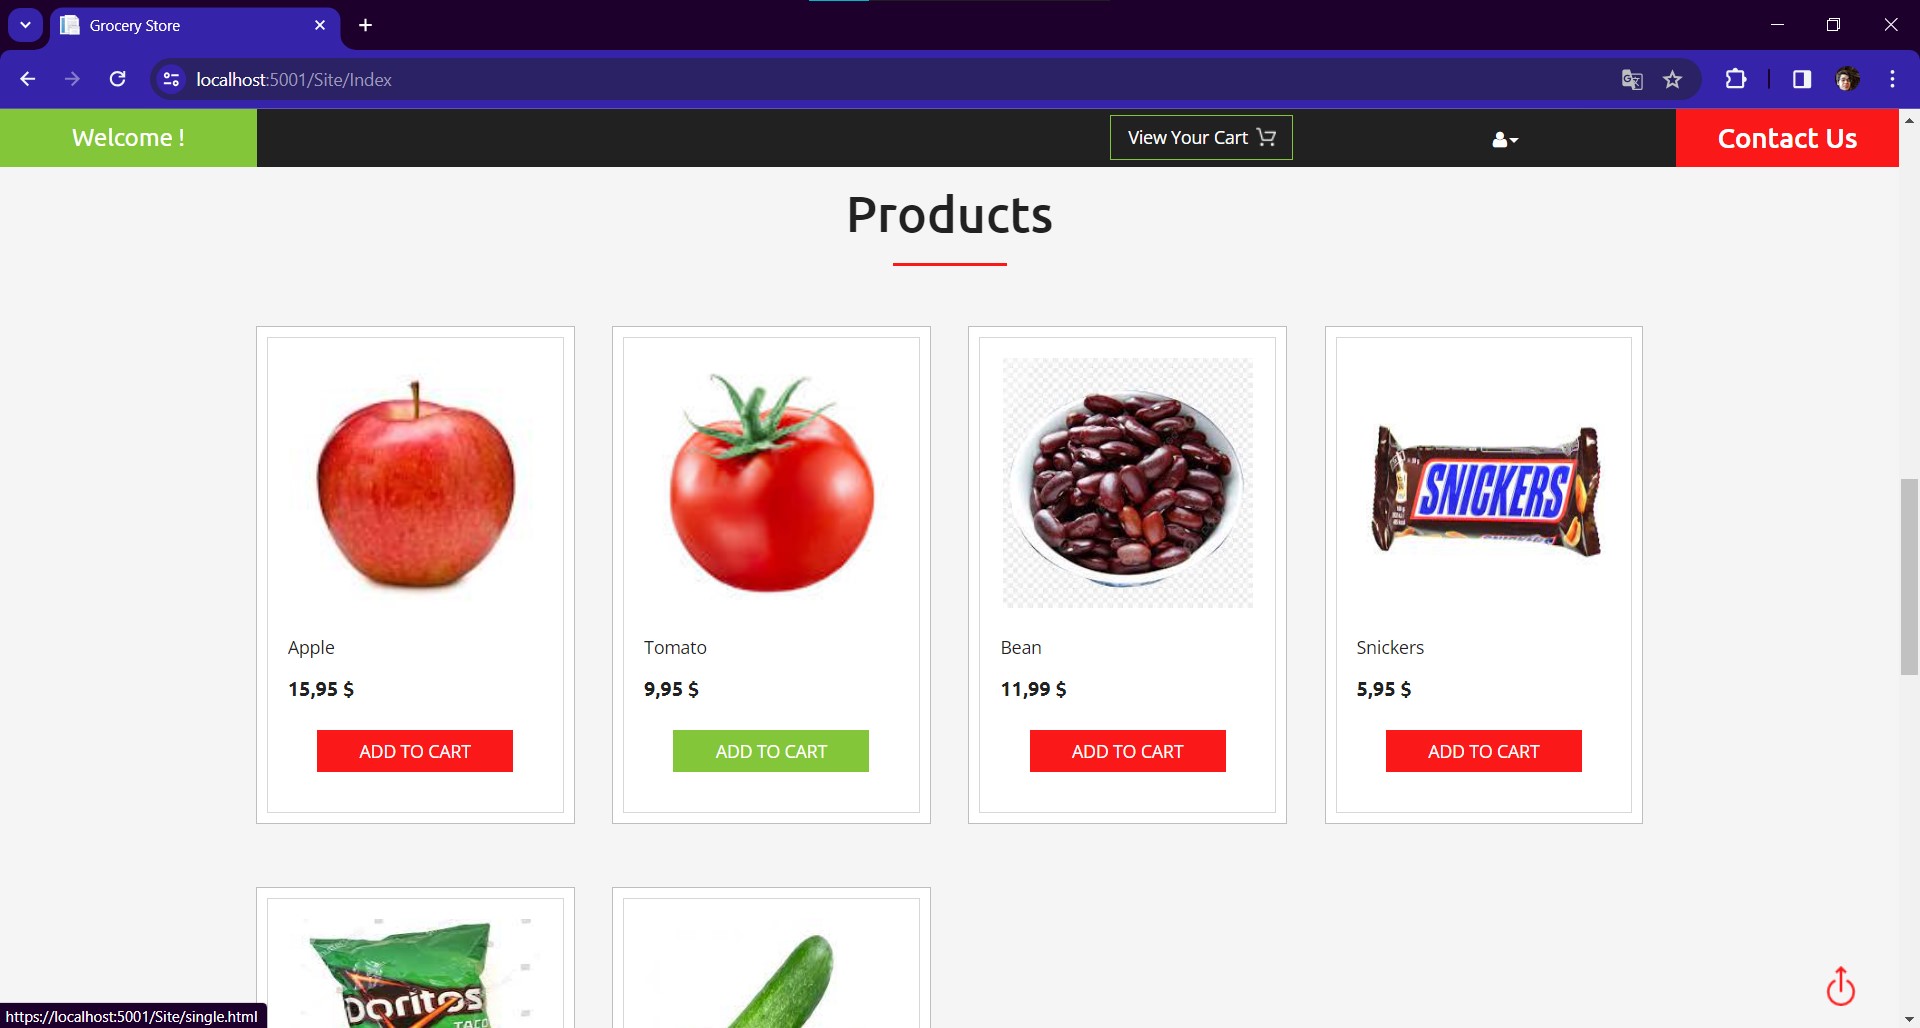 Grocery Store
localhost:5001/Site/Index
Welcome !
View Your Cart
Contact Us
Products
SNICKERS
Apple
Tomato
Bean
Snickers
15,95 $
9,95 $
11,99 $
5,95 $
ADD TO CART
ADD TO CART
ADD TO CART
ADD TO CART
Doritos
TACO
https://localhost:5001/Site/single.html